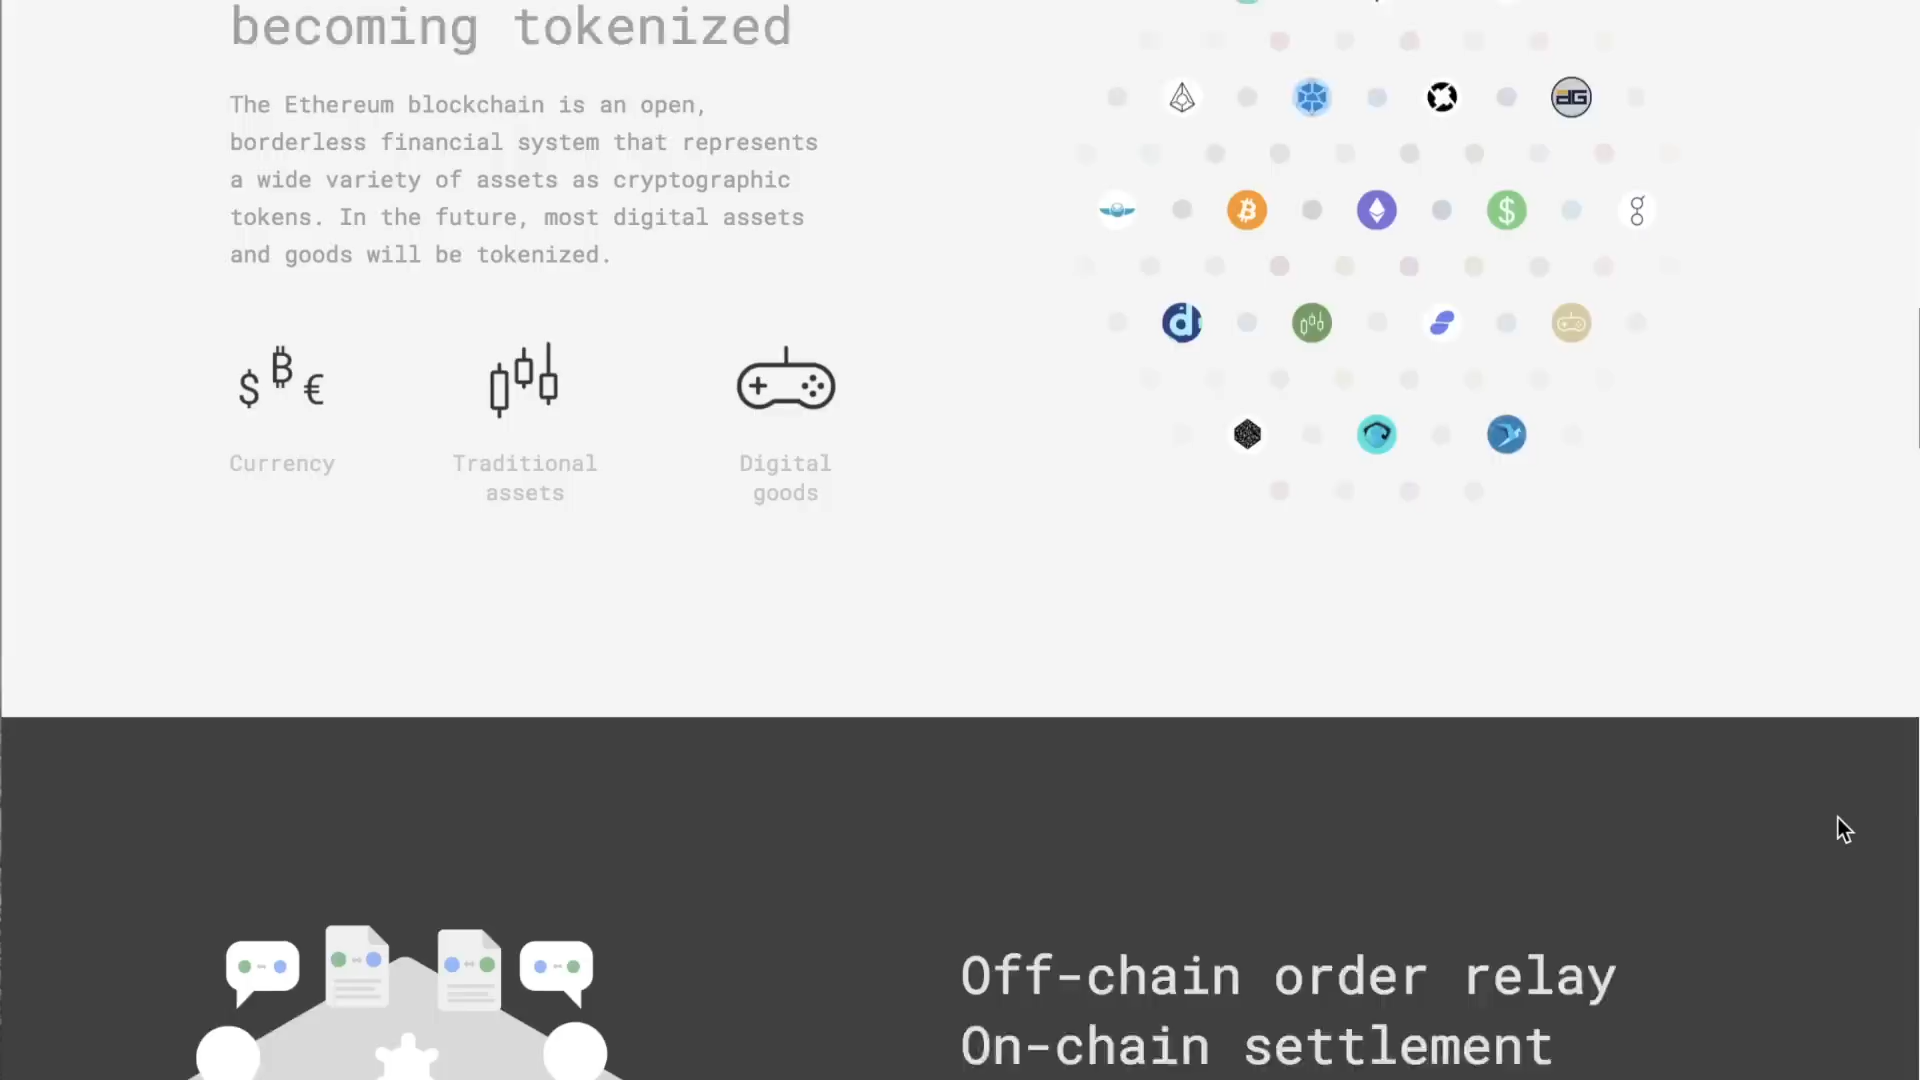 becoming tokenized
The Ethereum blockchain is an open,
borderless financial system that represents
a wide variety of assets as cryptographic
tokens. In the future, most digital assets
and goods will be tokenized.
$ ₿ €
Currency
Traditional
assets
Digital
goods
dG
₿
$
d
Off-chain order relay
On-chain settlement